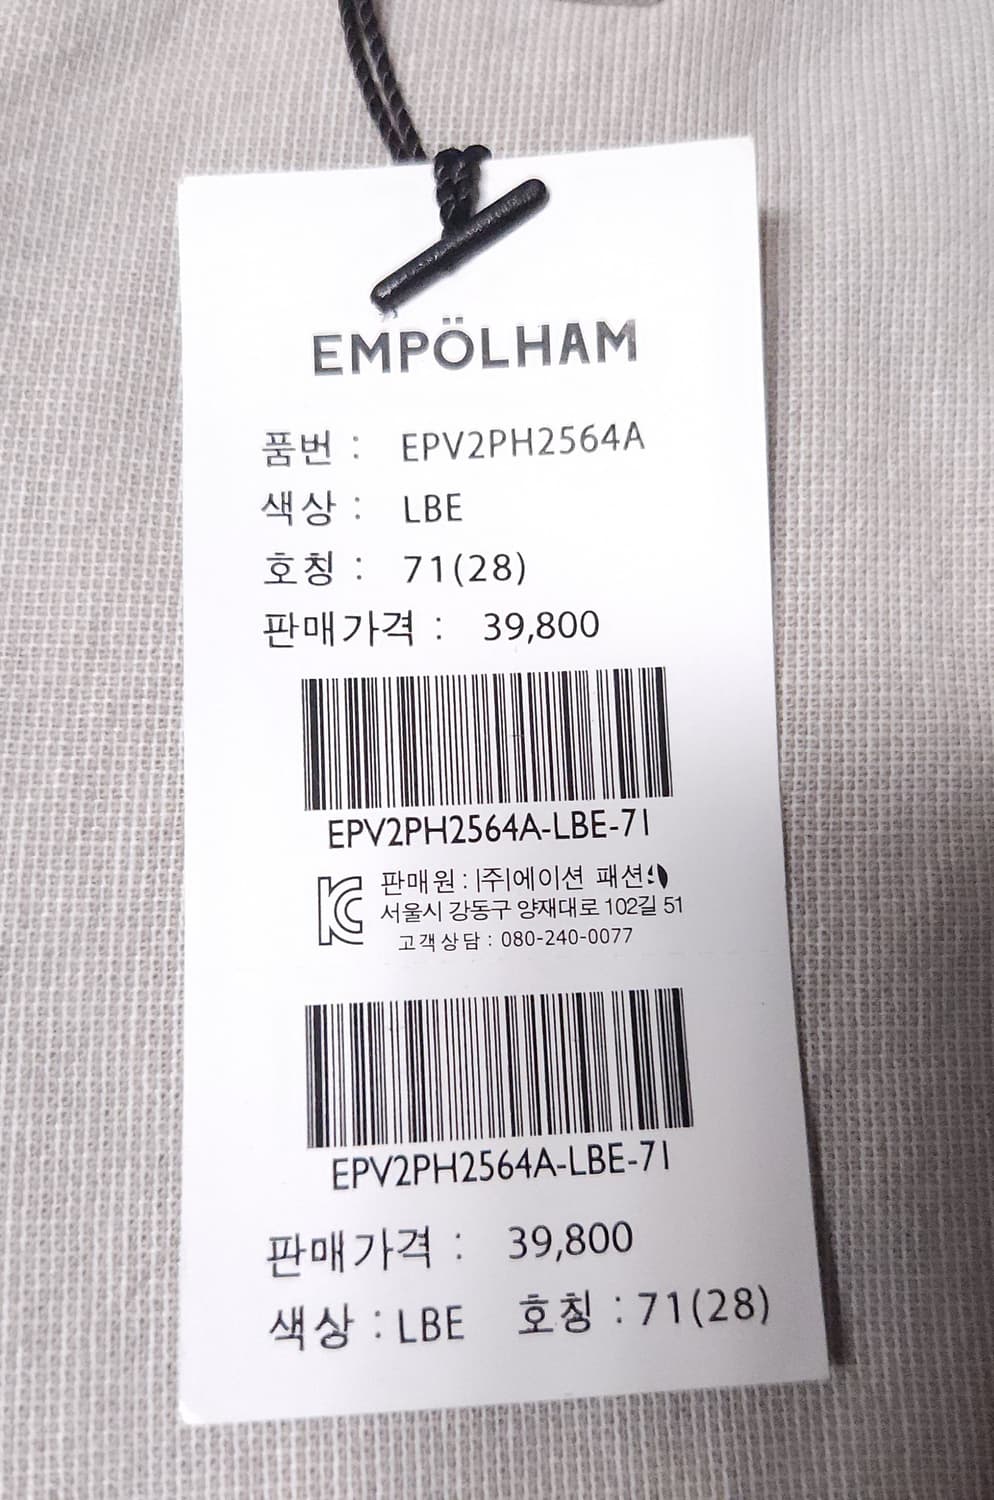 EMPÖLHAM
품번 : EPV2PH2564A
색상 : LBE
호칭 : 71(28)
판매가격 : 39,800
EPV2PH2564A-LBE-71
판매원 : |주|에이션 패션
서울시 강동구 양재대로 102길 51
고객상담 : 080-240-0077
EPV2PH2564A-LBE-71
판매가격 : 39,800
색상 : LBE 호칭 : 71(28)